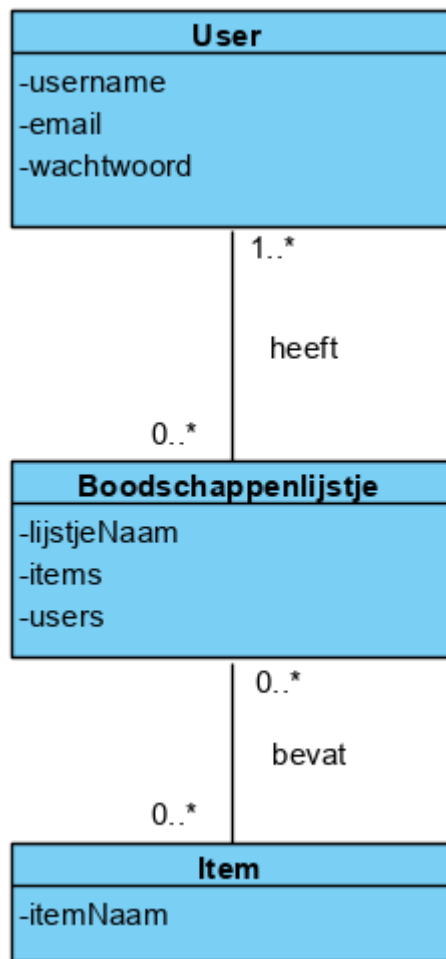 User
-username
-email
-wachtwoord
1..*
heeft
0..*
Boodschappenlijstje
-lijstjeNaam
-items
-users
0..*
bevat
0..*
Item
-itemNaam